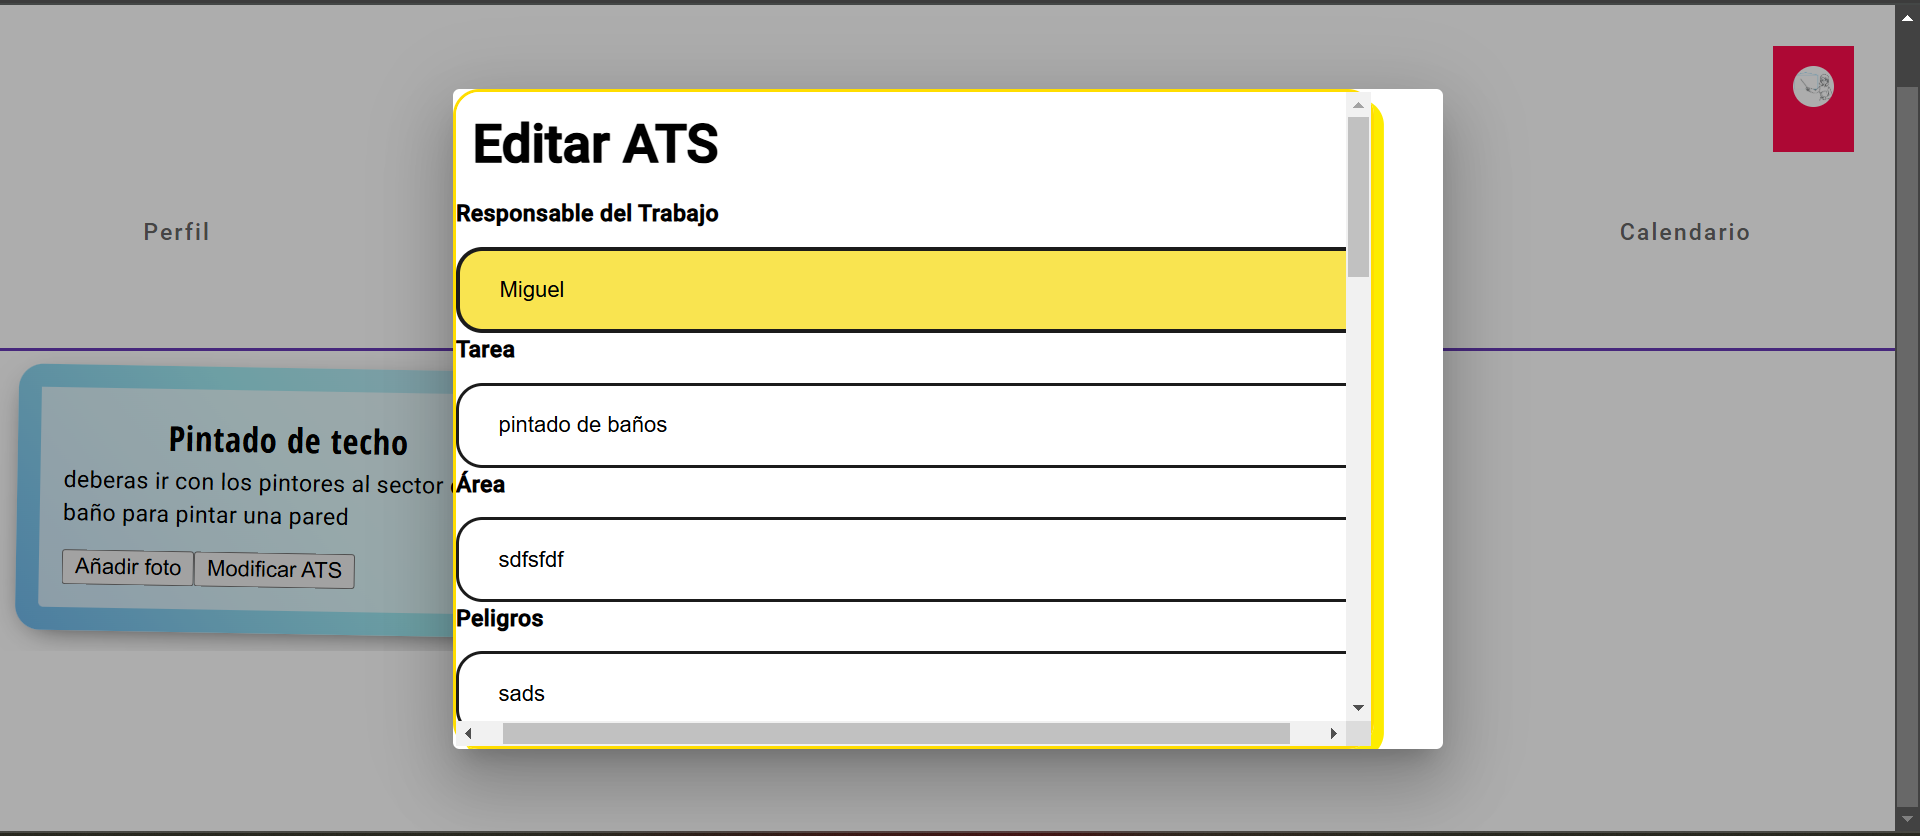 Editar ATS
Responsable del Trabajo
Miguel
Perfil
Calendario
Tarea
pintado de baños
Área
sdfsfdf
Peligros
sads
Pintado de techo
deberas ir con los pintores al sector
baño para pintar una pared
Añadir foto
Modificar ATS